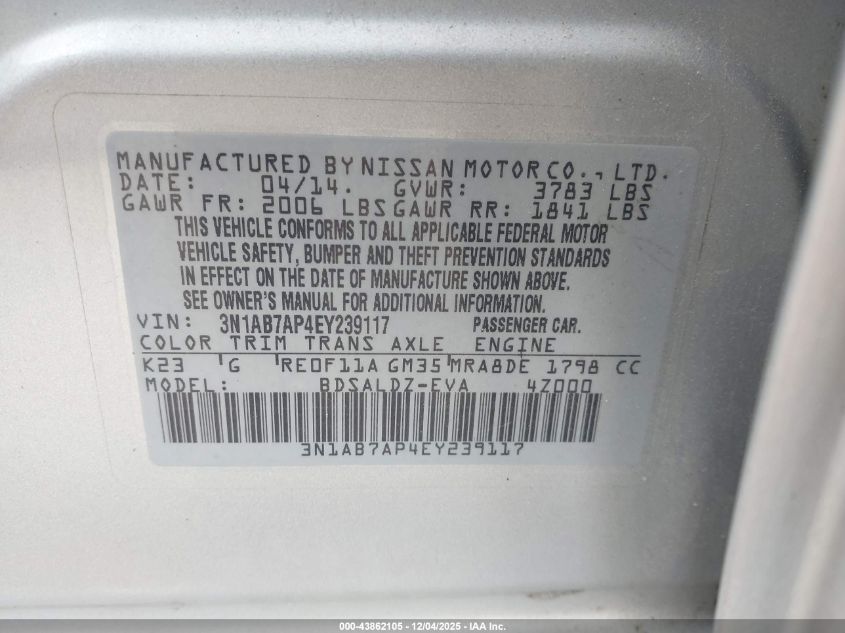 MANUFACTURED BY NISSAN MOTOR CO., LTD.
DATE: 04/14. GVWR: 3783 LBS
GAWR FR: 2006 LBS GAWR RR: 1841 LBS
THIS VEHICLE CONFORMS TO ALL APPLICABLE FEDERAL MOTOR
VEHICLE SAFETY, BUMPER AND THEFT PREVENTION STANDARDS
IN EFFECT ON THE DATE OF MANUFACTURE SHOWN ABOVE.
SEE OWNER'S MANUAL FOR ADDITIONAL INFORMATION.
VIN: 3N1AB7AP4EY239117 PASSENGER CAR.
COLOR TRIM TRANS AXLE ENGINE
K23 G RE0F11A GM35 MRA8DE 1798 CC
MODEL: BDSALDZ-EVA 4Z000
3N1AB7AP4EY239117
000-43862105 - 12/04/2025 - IAA Inc.